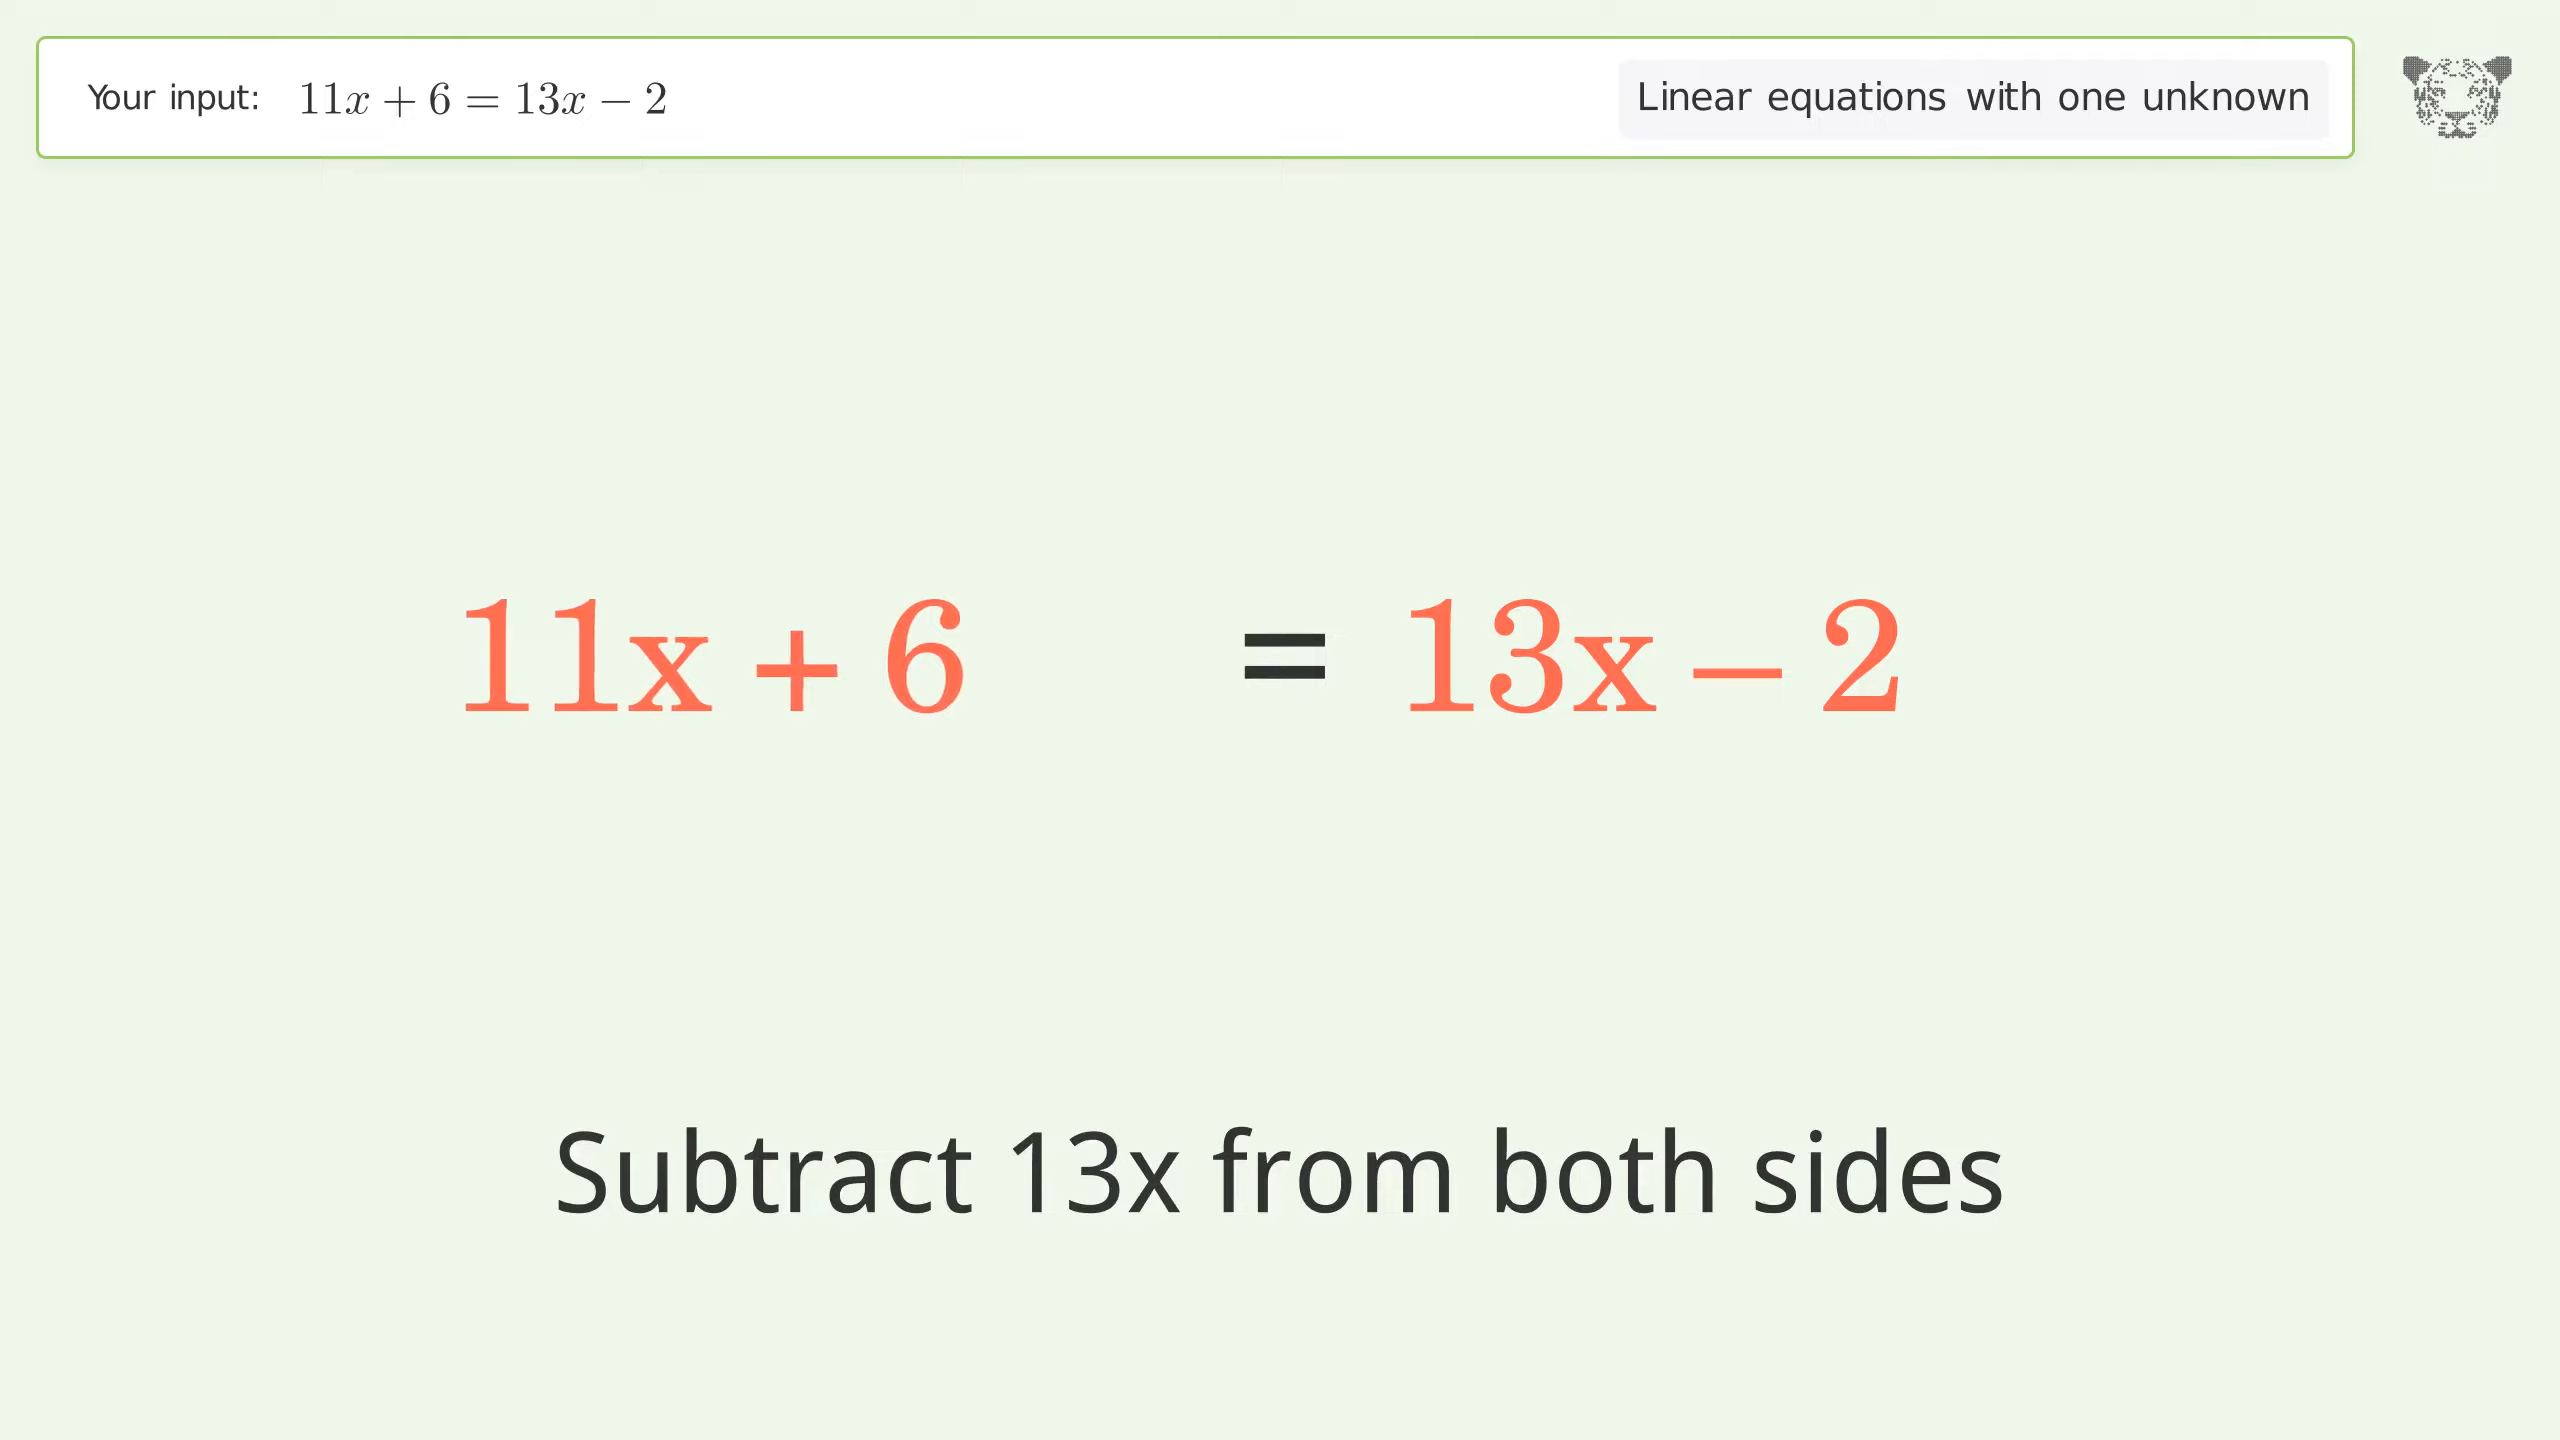 Your input: 11x + 6 = 13x − 2
Linear equations with one unknown
11x + 6 = 13x − 2
Subtract 13x from both sides